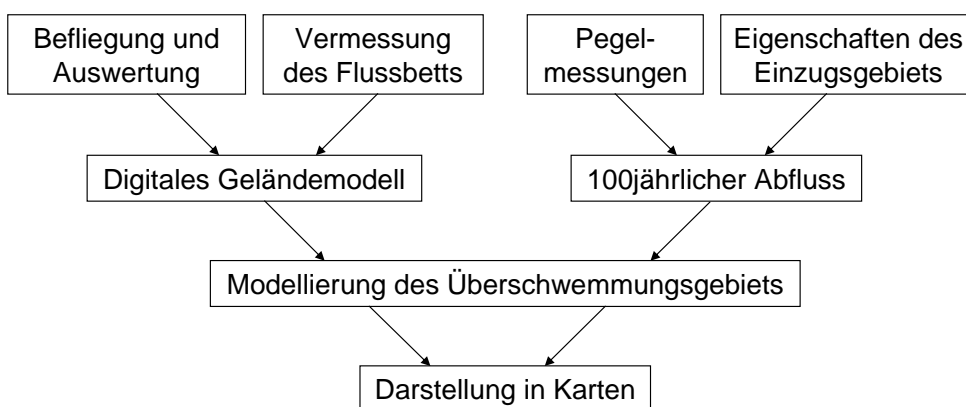 Befliegung und
Auswertung
Vermessung
des Flussbetts
Pegel-
messungen
Eigenschaften des
Einzugsgebiets
Digitales Geländemodell
100jährlicher Abfluss
Modellierung des Überschwemmungsgebiets
Darstellung in Karten